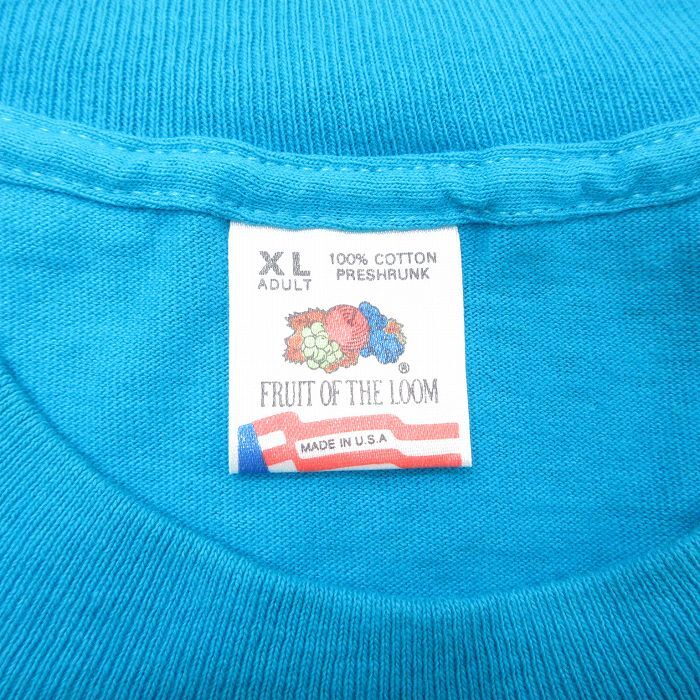 XL
ADULT
100% COTTON
PRESHRUNK
®
FRUIT OF THE LOOM
MADE IN U.S.A